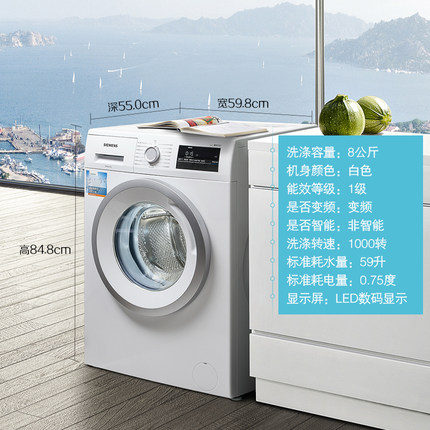 深55.0cm
宽59.8cm
高84.8cm
SIEMENS
洗涤容量：8公斤
机身颜色：白色
能效等级：1级
是否变频：变频
是否智能：非智能
洗涤转速：1000转
标准耗水量：59升
标准耗电量：0.75度
显示屏：LED数码显示